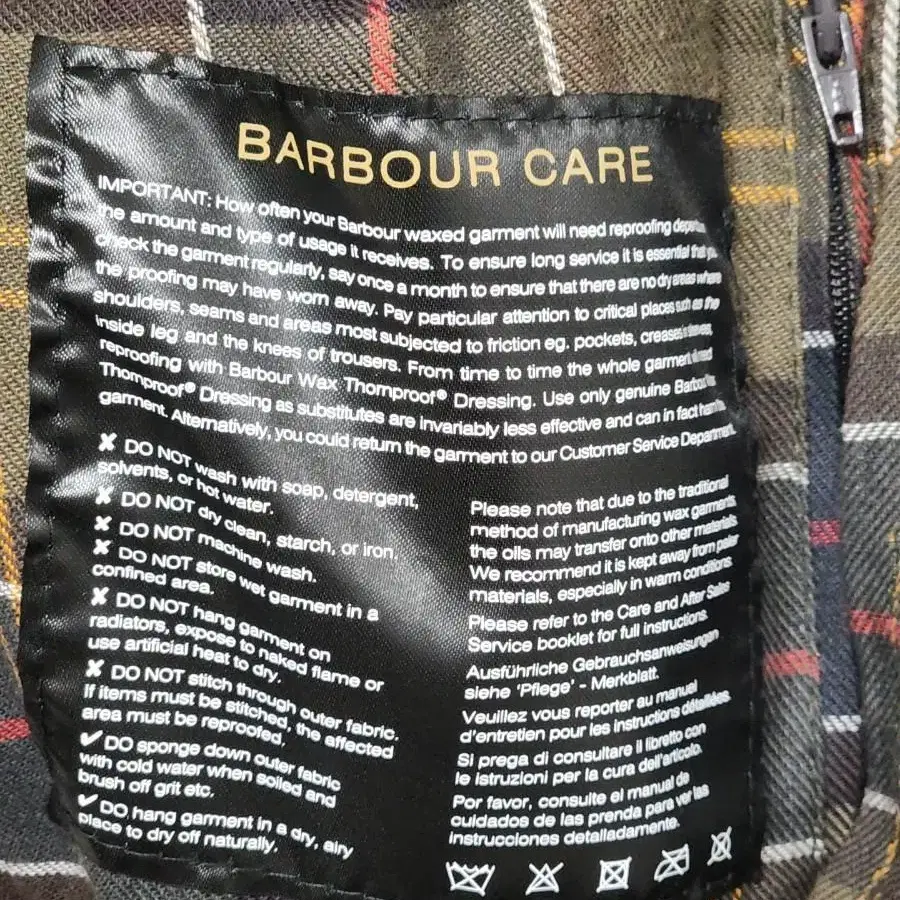 BARBOUR CARE
IMPORTANT: How often your Barbour waxed garment will need reproofing
the amount and type of usage it receives. To ensure long service it is essential that
check the garment regularly, say once a month to ensure that there are no dry areas where
the proofing may have worn away. Pay particular attention to critical places such as the
shoulders, seams and areas most subjected to friction eg. pockets, creases
inside leg and the knees of trousers. From time to time the whole garment
reproofing with Barbour Wax Thornproof® Dressing. Use only genuine
Thornproof® Dressing as substitutes are invariably less effective and can in fact
garment. Alternatively, you could return the garment to our Customer Service Department.
✘ DO NOT wash with soap, detergent,
solvents, or hot water.
✘ DO NOT dry clean, starch, or iron.
✘ DO NOT machine wash.
✘ DO NOT store wet garment in a
confined area.
✘ DO NOT hang garment on
radiators, expose to naked flame or
use artificial heat to dry.
✘ DO NOT stitch through outer fabric.
If items must be stitched, the affected
area must be reproofed.
✔ DO sponge down outer fabric
with cold water when soiled and
brush off grit etc.
✔ DO hang garment in a dry, airy
place to dry off naturally.
Please note that due to the traditional
method of manufacturing wax garments
the oils may transfer onto other materials.
We recommend it is kept away from paler
materials, especially in warm conditions
Please refer to the Care and After Sales
Service booklet for full instructions.
Ausführliche Gebrauchsanweisungen
siehe 'Pflege' - Merkblatt.
Veuillez vous reporter au manuel
d'entretien pour les instructions détaillées.
Si prega di consultare il libretto con
le istruzioni per la cura dell'articolo.
Por favor, consulte el manual de
cuidados de las prenda para ver las
instrucciones detalladamente.